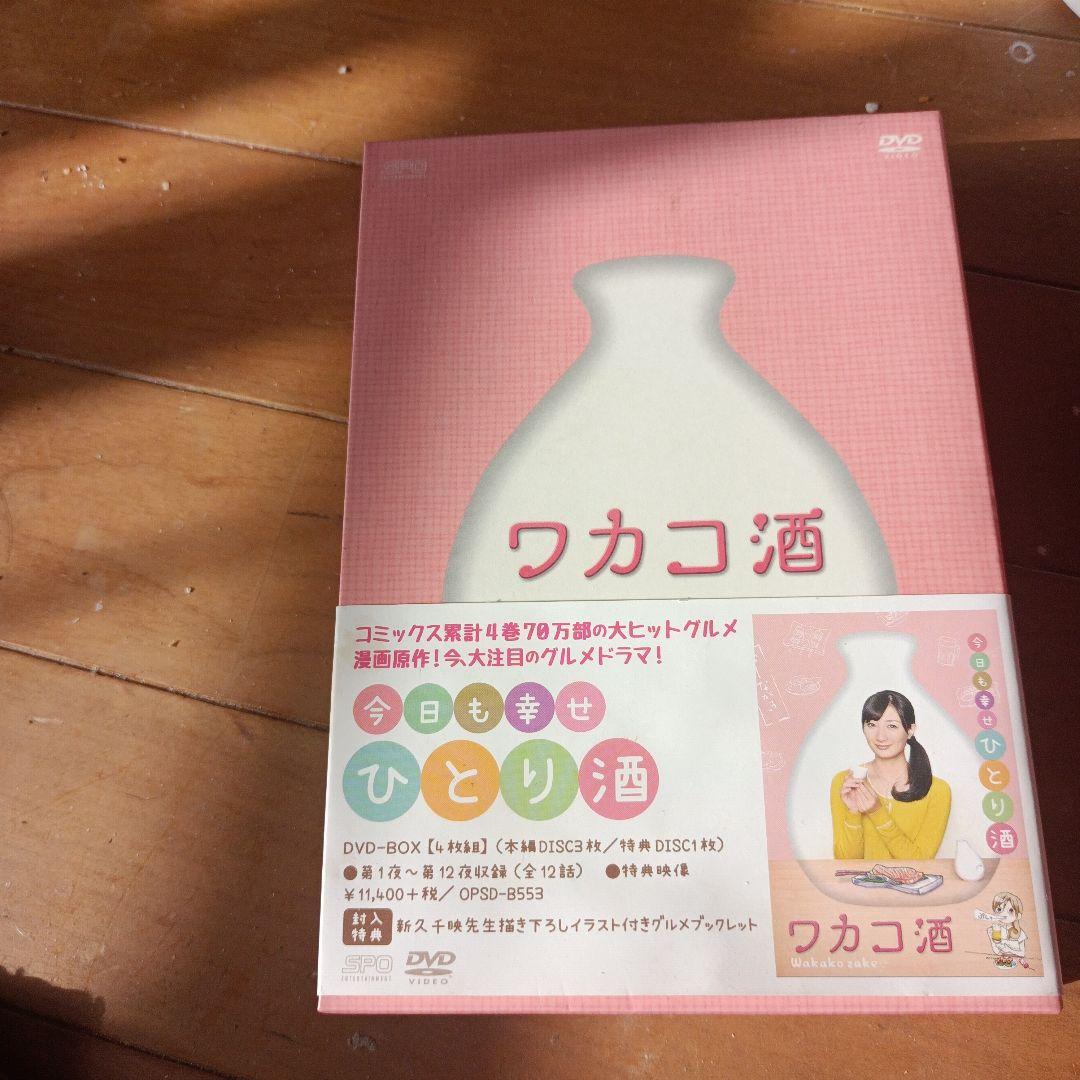 SPO
DVD
VIDEO
ワカコ酒
コミックス累計4巻70万部の大ヒットグルメ
漫画原作!今、大注目のグルメドラマ!
今日も幸せ
ひとり酒
DVD-BOX【4枚組】(本編DISC3枚/特典DISC1枚)
●第1夜~第12夜収録(全12話) ●特典映像
¥11,400+税/OPSD-B553
封入特典 新久千映先生描き下ろしイラスト付きグルメブックレット
SPO
ENTERTAINMENT
DVD
VIDEO
今日も幸せ
ひとり酒
ワカコ酒
Wakako zake